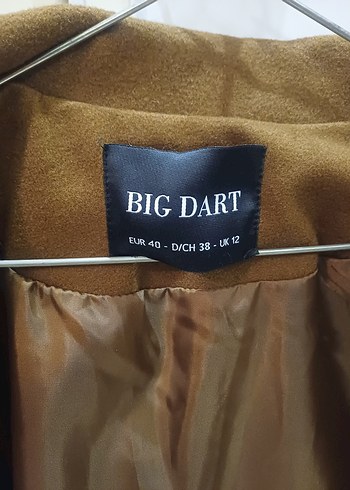 BIG DART
EUR 40 - D/CH 38 - UK 12